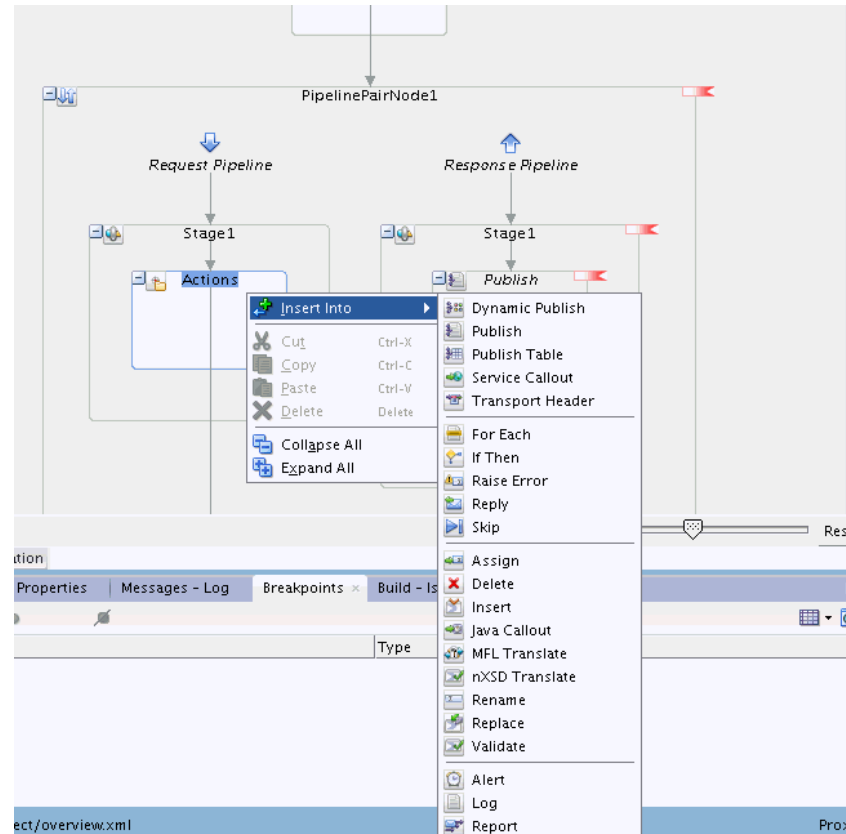 PipelinePairNode1
Request Pipeline
Response Pipeline
Stage1
Stage1
Actions
Publish
Insert Into
Cut Ctrl-X
Copy Ctrl-C
Paste Ctrl-V
Delete Delete
Collapse All
Expand All
Dynamic Publish
Publish
Publish Table
Service Callout
Transport Header
For Each
If Then
Raise Error
Reply
Skip
Assign
Delete
Insert
Java Callout
MFL Translate
nXSD Translate
Rename
Replace
Validate
Alert
Log
Report
Res
ation
Properties Messages - Log Breakpoints × Build - Is
Type
ect/overview.xml Prox